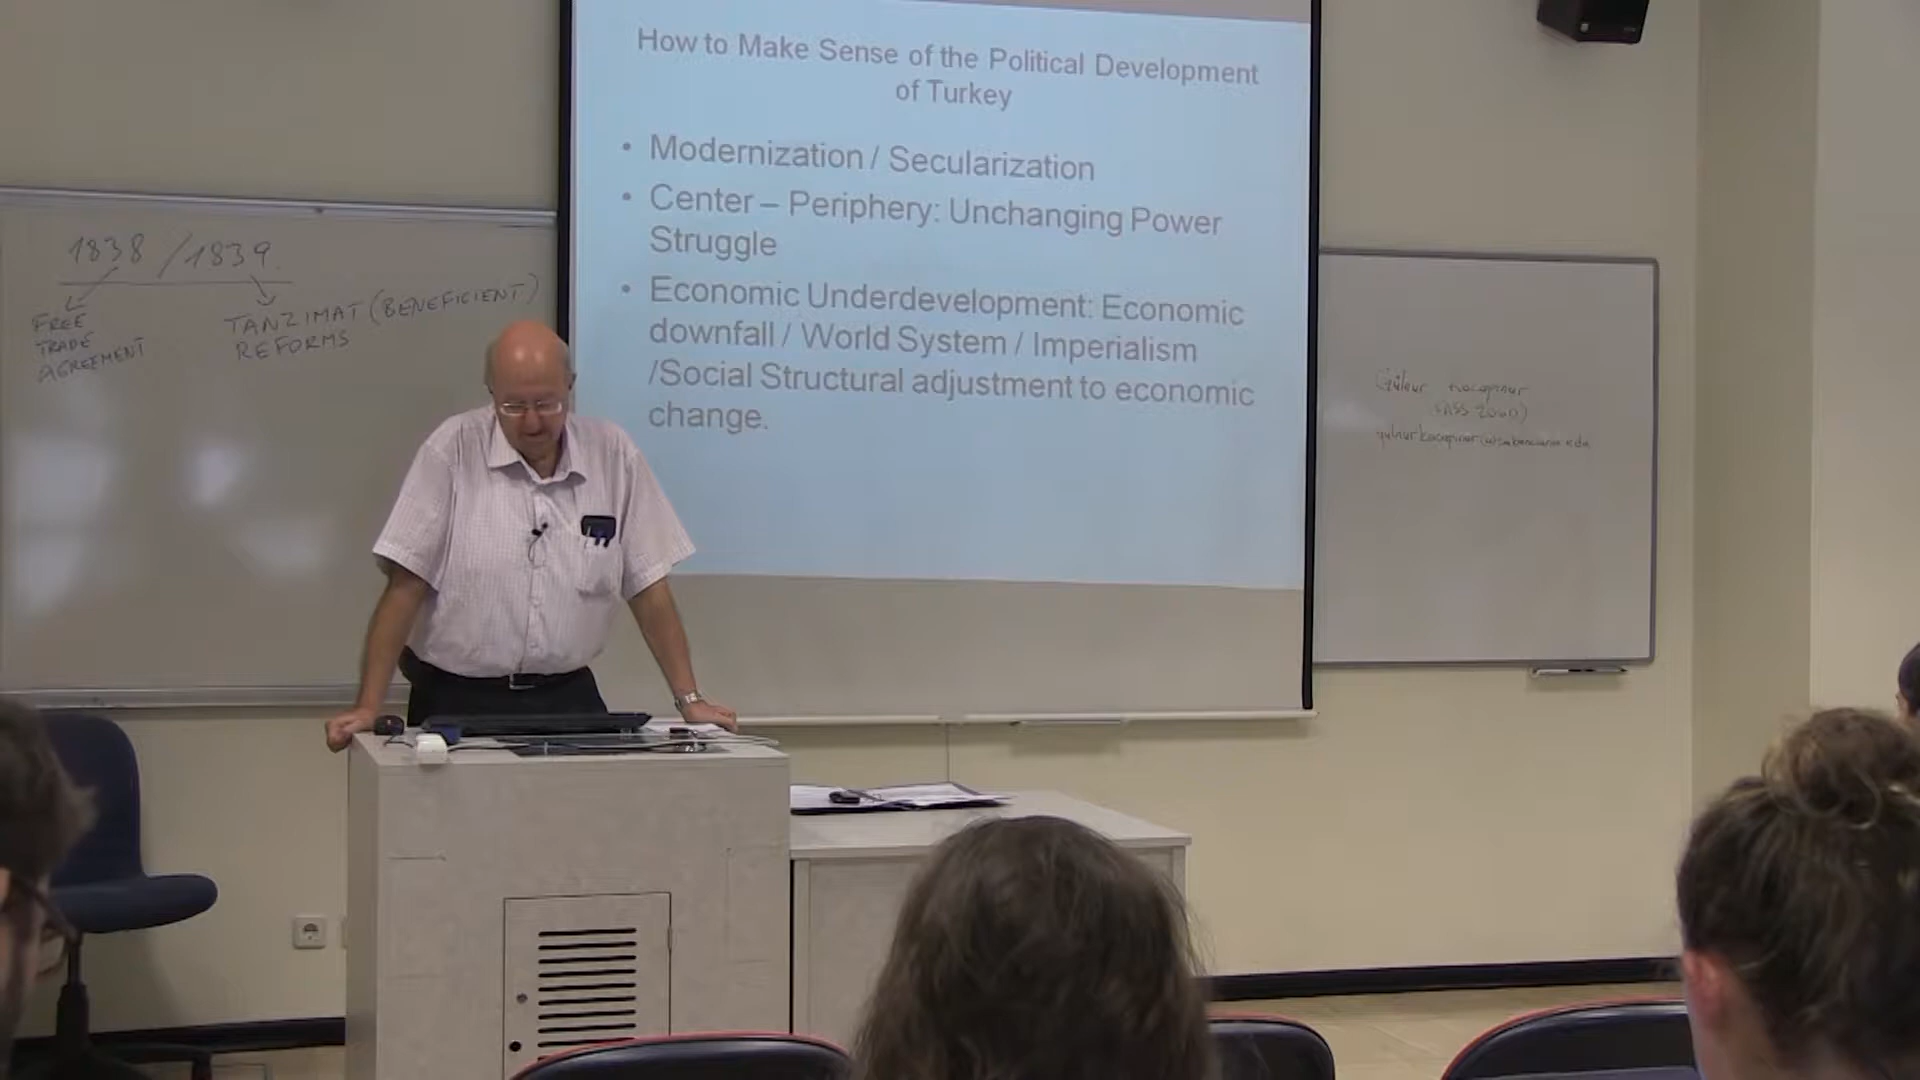 How to Make Sense of the Political Development
of Turkey
• Modernization / Secularization
• Center – Periphery: Unchanging Power
Struggle
• Economic Underdevelopment: Economic
downfall / World System / Imperialism
/Social Structural adjustment to economic
change.
1838 / 1839
FREE
TRADE
AGREEMENT
TANZIMAT (BENEFICIENT)
REFORMS